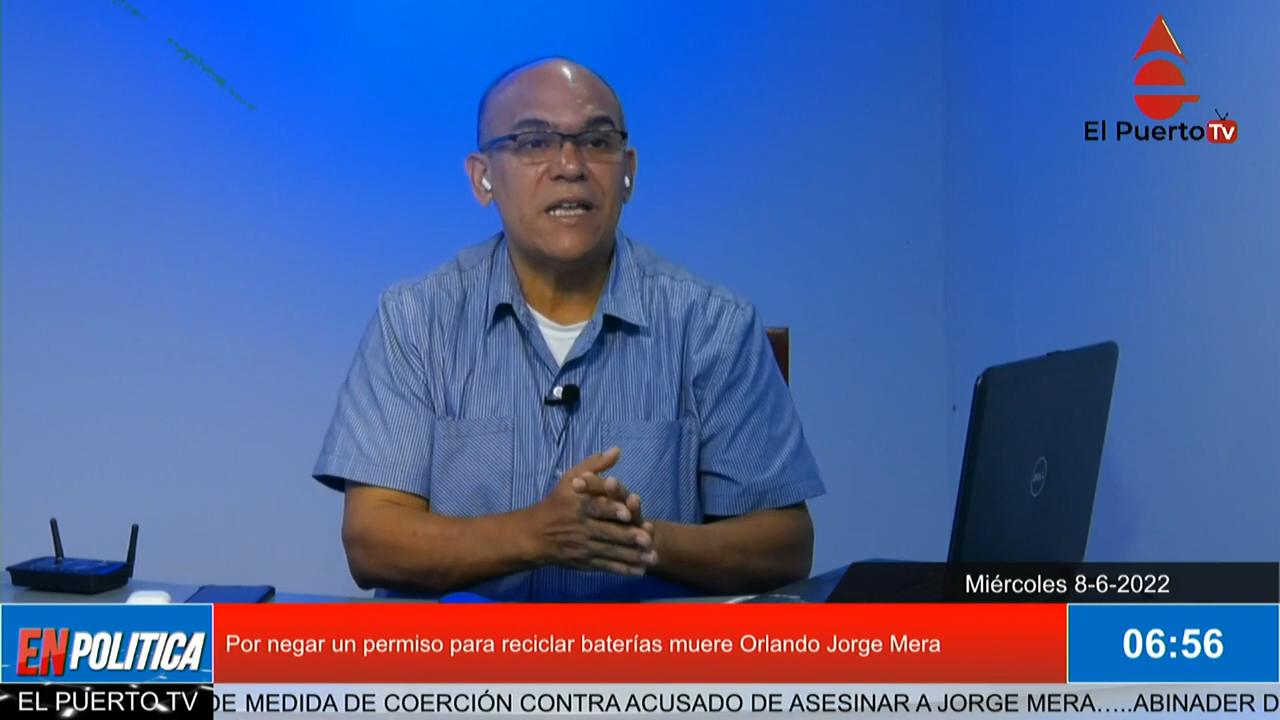 El Puerto Tv
DELL
Miércoles 8-6-2022
EN POLITICA
Por negar un permiso para reciclar baterías muere Orlando Jorge Mera
06:56
EL PUERTO TV
DE MEDIDA DE COERCIÓN CONTRA ACUSADO DE ASESINAR A JORGE MERA.....ABINADER D